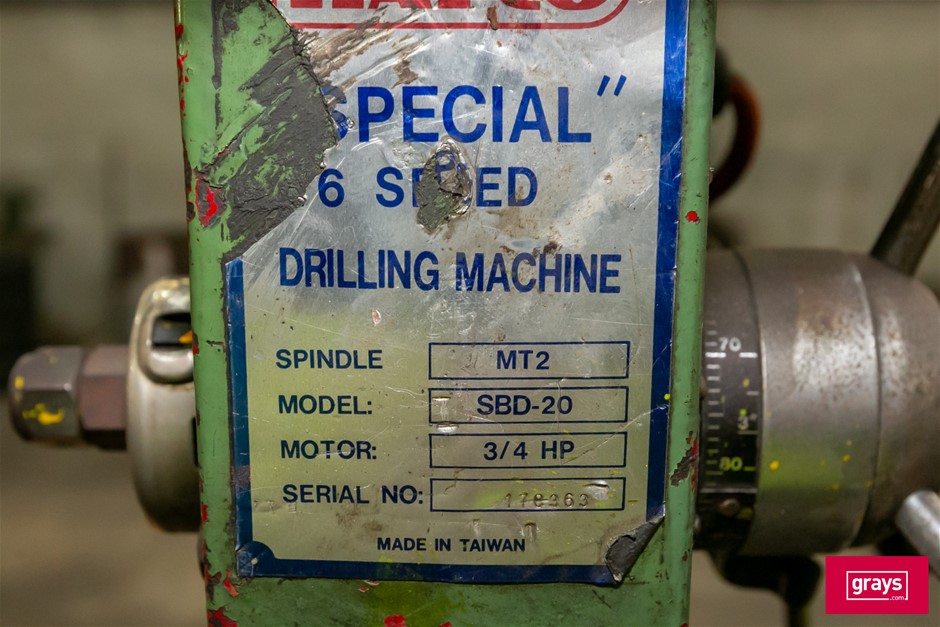 SPECIAL"
6 SPEED
DRILLING MACHINE
SPINDLE MT2
MODEL: SBD-20
MOTOR: 3/4 HP
SERIAL NO:
MADE IN TAIWAN
70
80
grays
.com